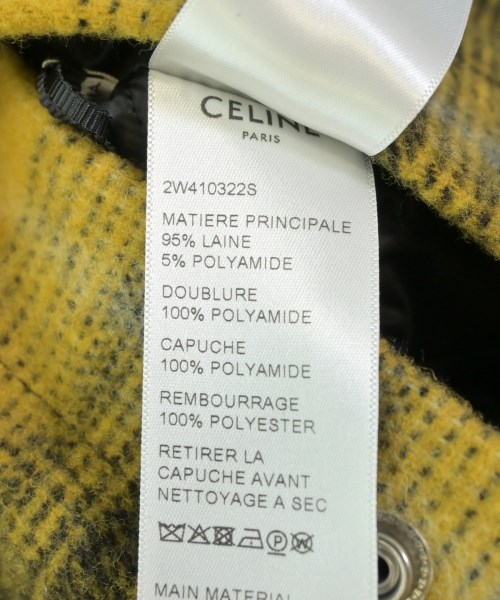 CELINE
PARIS
2W410322S
MATIERE PRINCIPALE
95% LAINE
5% POLYAMIDE
DOUBLURE
100% POLYAMIDE
CAPUCHE
100% POLYAMIDE
REMBOURRAGE
100% POLYESTER
RETIRER LA
CAPUCHE AVANT
NETTOYAGE A SEC
MAIN MATERIAL